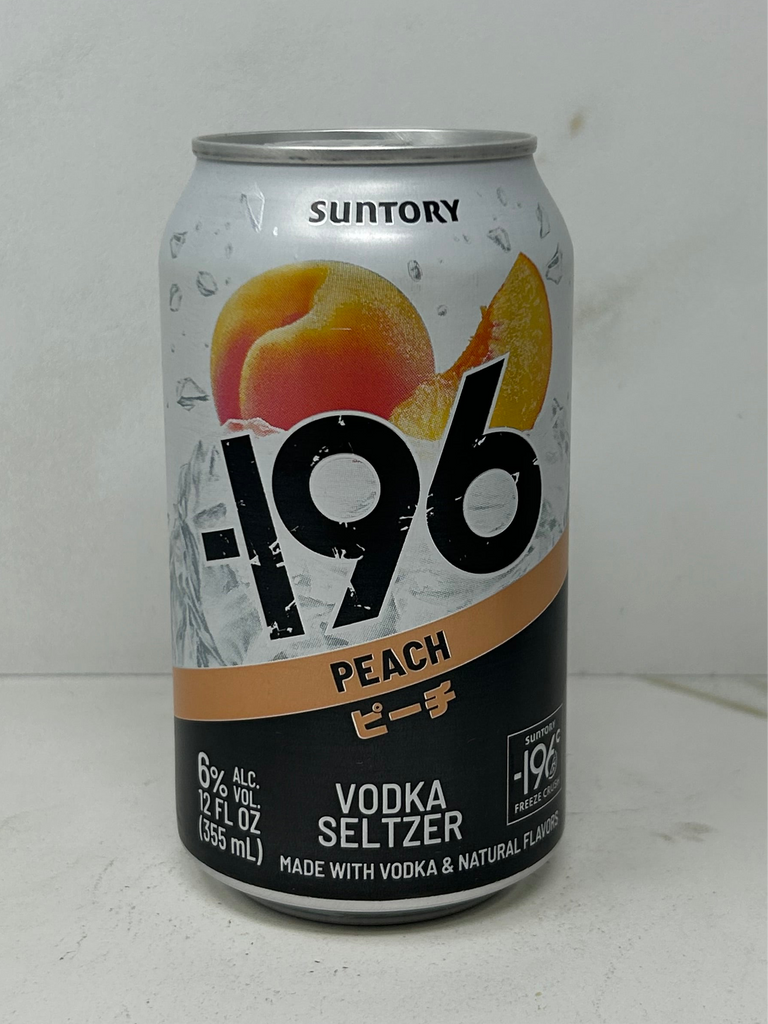 SUNTORY
-196
PEACH
ピーチ
6% ALC.
VOL.
12 FL OZ
(355 mL)
VODKA
SELTZER
MADE WITH VODKA & NATURAL FLAVORS
SUNTORY
-196°C
FREEZE CRUSH